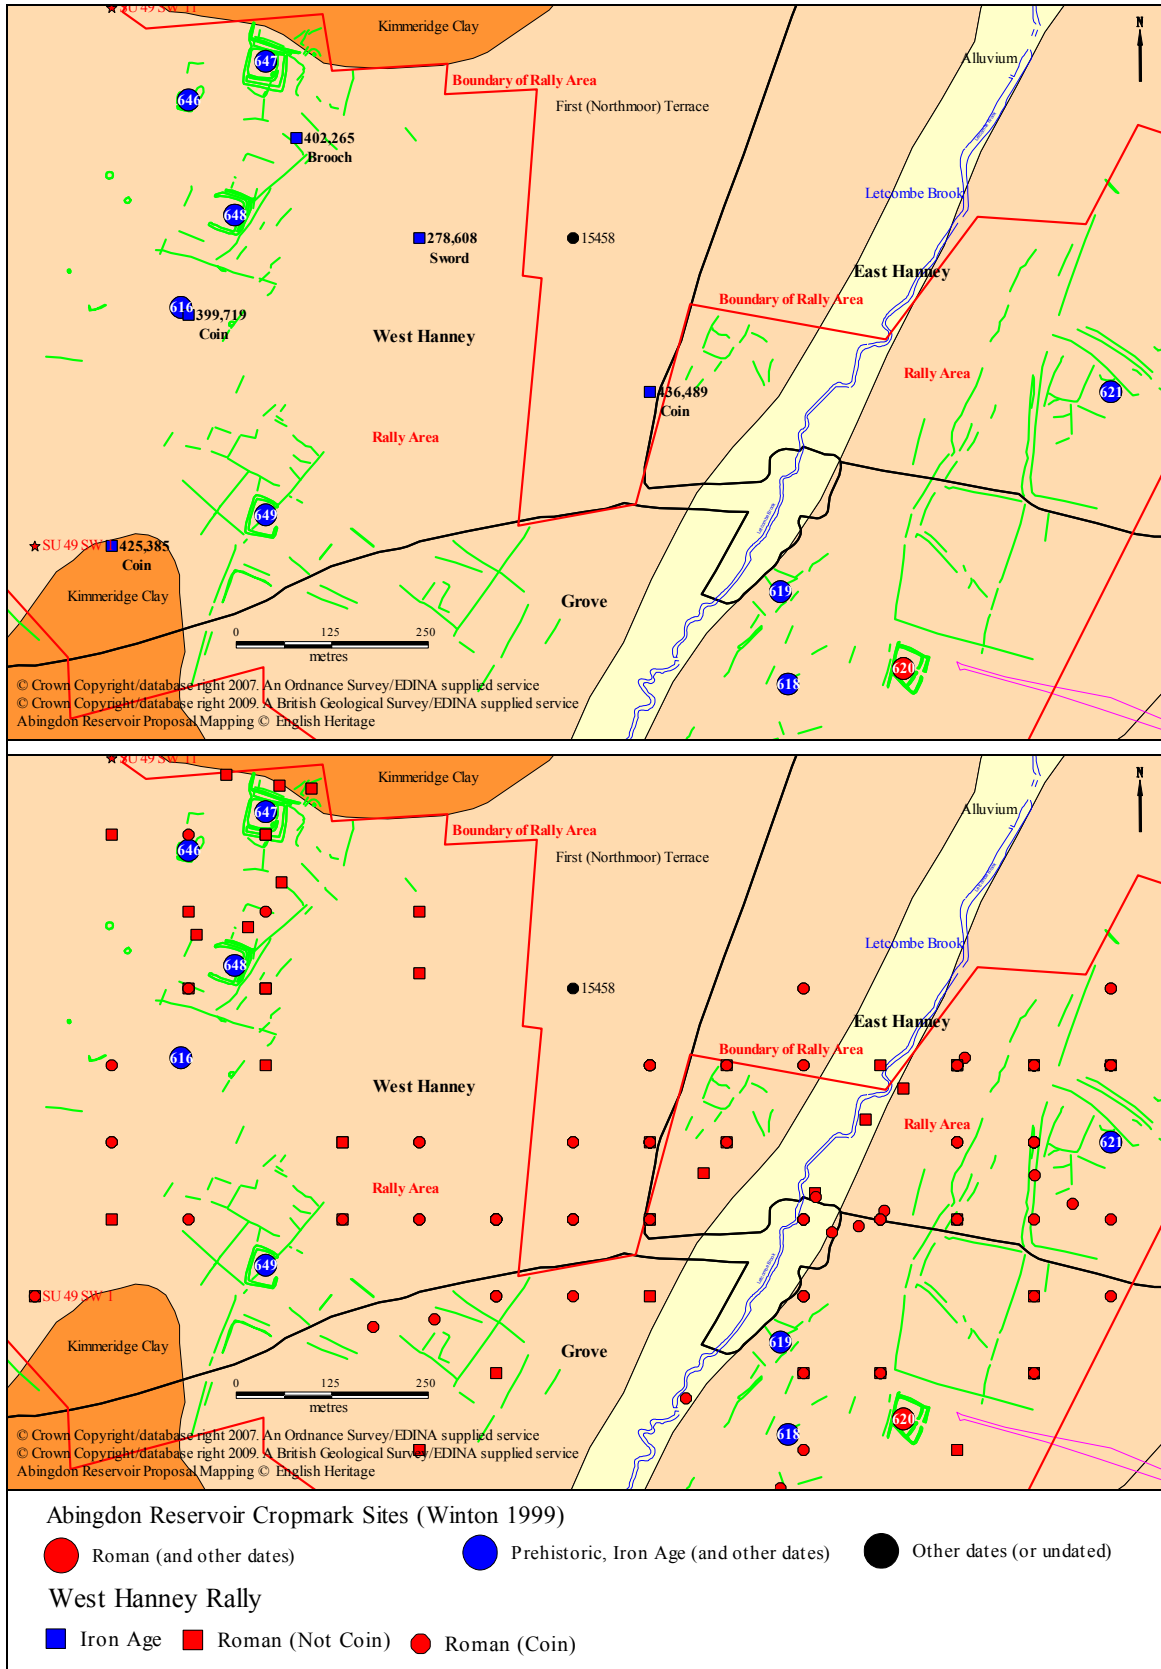 SU 49 SW 11
Kimmeridge Clay
N
647
Alluvium
Boundary of Rally Area
646
First (Northmoor) Terrace
402,265
Brooch
Letcombe Brook
Letcombe Brook
648
278,608
Sword
15458
East Hanney
Boundary of Rally Area
616
399,719
Coin
West Hanney
Rally Area
436,489
Coin
621
Rally Area
649
Letcombe Brook
SU 49 SW 1
425,385
Coin
Kimmeridge Clay
619
Grove
0 125 250
metres
620
618
© Crown Copyright/database right 2007. An Ordnance Survey/EDINA supplied service
© Crown Copyright/database right 2009. A British Geological Survey/EDINA supplied service
Abingdon Reservoir Proposal Mapping © English Heritage
SU 49 SW 11
Kimmeridge Clay
N
647
Alluvium
Boundary of Rally Area
646
First (Northmoor) Terrace
Letcombe Brook
Letcombe Brook
648
15458
East Hanney
Boundary of Rally Area
616
West Hanney
Rally Area
621
Rally Area
649
Letcombe Brook
SU 49 SW 1
Kimmeridge Clay
619
Grove
0 125 250
metres
620
618
© Crown Copyright/database right 2007. An Ordnance Survey/EDINA supplied service
© Crown Copyright/database right 2009. A British Geological Survey/EDINA supplied service
Abingdon Reservoir Proposal Mapping © English Heritage
Abingdon Reservoir Cropmark Sites (Winton 1999)
Roman (and other dates)
Prehistoric, Iron Age (and other dates)
Other dates (or undated)
West Hanney Rally
Iron Age
Roman (Not Coin)
Roman (Coin)